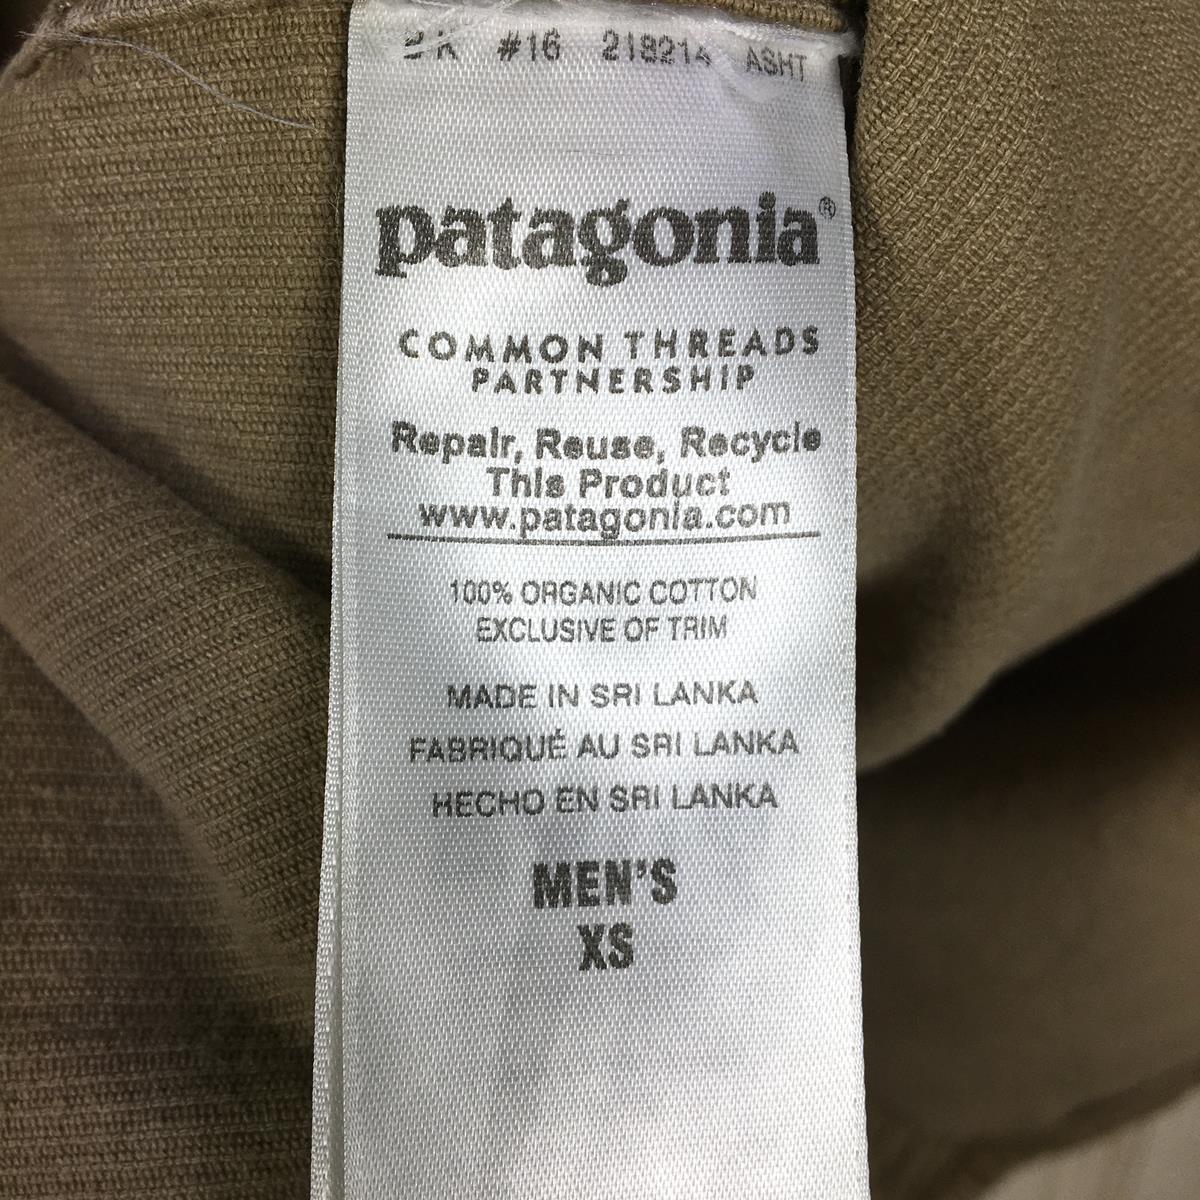 #16 218214 ASHT
patagonia®
COMMON THREADS
PARTNERSHIP
Repair, Reuse, Recycle
This Product
www.patagonia.com
100% ORGANIC COTTON
EXCLUSIVE OF TRIM
MADE IN SRI LANKA
FABRIQUÉ AU SRI LANKA
HECHO EN SRI LANKA
MEN'S
XS